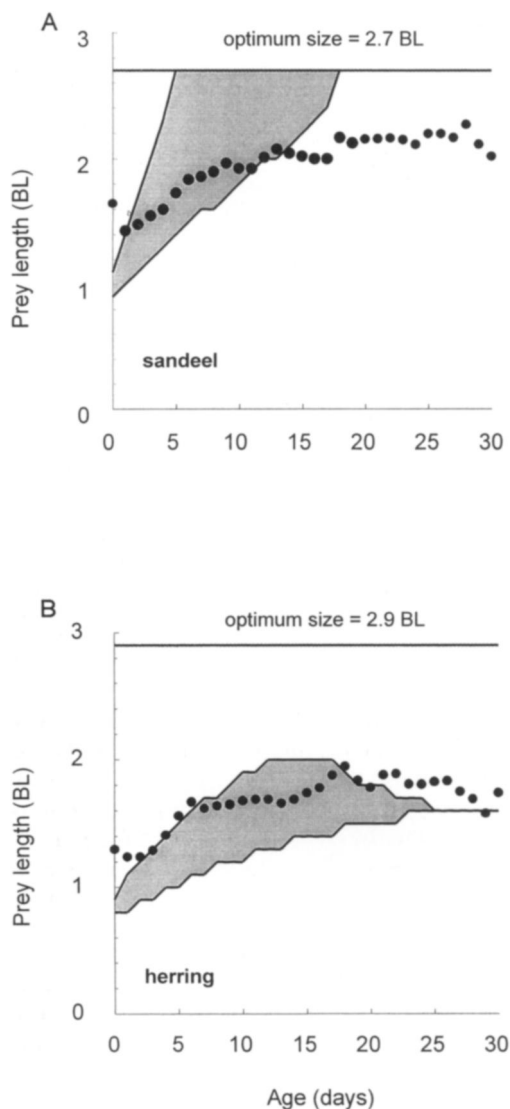 A
optimum size = 2.7 BL
3
2
1
0
Prey length (BL)
sandeel
0 5 10 15 20 25 30
B
optimum size = 2.9 BL
3
2
1
0
Prey length (BL)
herring
0 5 10 15 20 25 30
Age (days)